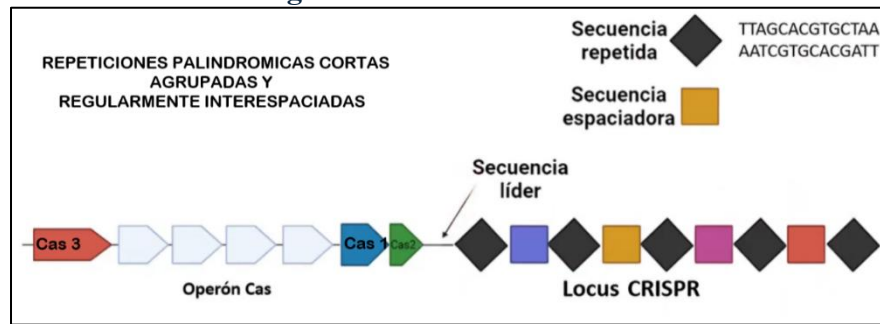 REPETICIONES PALINDROMICAS CORTAS
AGRUPADAS Y
REGULARMENTE INTERESPACIADAS
Secuencia
repetida
TTAGCACGTGCTAA
AATCGTGCACGATT
Secuencia
espaciadora
Secuencia
líder
Cas 3
Cas 1
Cas2
Operón Cas
Locus CRISPR